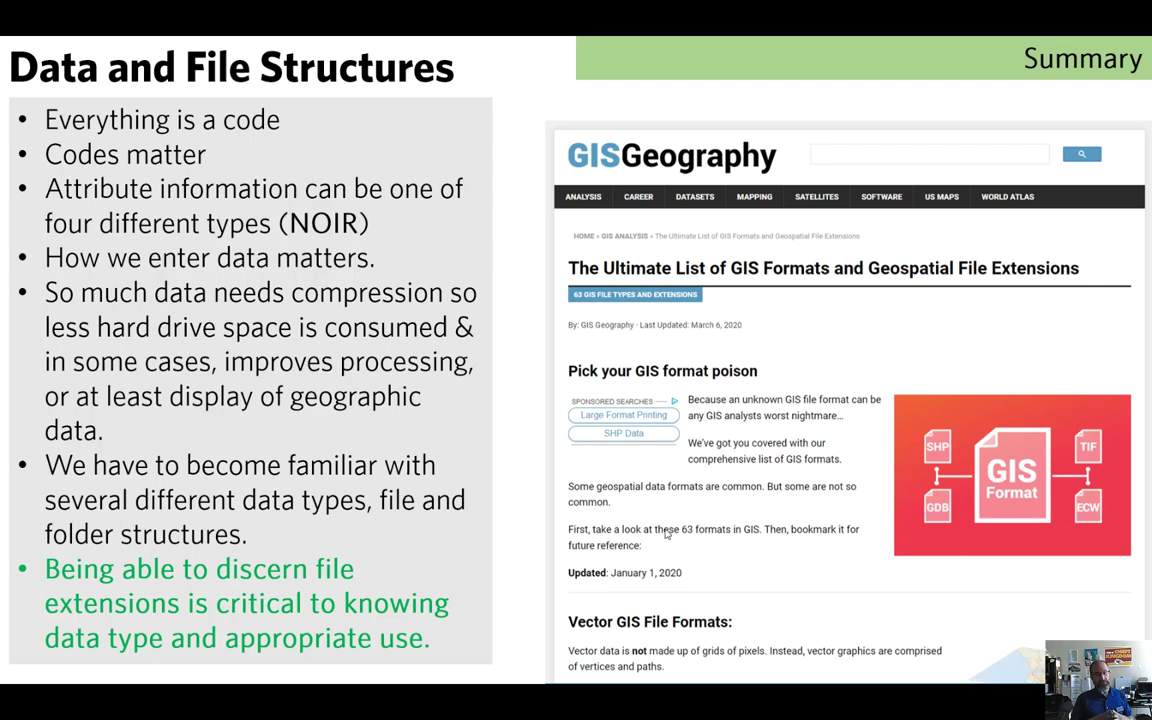 Data and File Structures
Summary
• Everything is a code
• Codes matter
• Attribute information can be one of
four different types (NOIR)
• How we enter data matters.
• So much data needs compression so
less hard drive space is consumed &
in some cases, improves processing,
or at least display of geographic
data.
• We have to become familiar with
several different data types, file and
folder structures.
• Being able to discern file
extensions is critical to knowing
data type and appropriate use.
GISGeography
ANALYSIS CAREER DATASETS MAPPING SATELLITES SOFTWARE US MAPS WORLD ATLAS
HOME » GIS ANALYSIS » The Ultimate List of GIS Formats and Geospatial File Extensions
The Ultimate List of GIS Formats and Geospatial File Extensions
63 GIS FILE TYPES AND EXTENSIONS
By: GIS Geography · Last Updated: March 6, 2020
Pick your GIS format poison
SPONSORED SEARCHES
Large Format Printing
SHP Data
Because an unknown GIS file format can be
any GIS analysts worst nightmare...
We've got you covered with our
comprehensive list of GIS formats.
Some geospatial data formats are common. But some are not so
common.
First, take a look at these 63 formats in GIS. Then, bookmark it for
future reference:
Updated: January 1, 2020
SHP
TIF
GIS
Format
GDB
ECW
Vector GIS File Formats:
Vector data is not made up of grids of pixels. Instead, vector graphics are comprised
of vertices and paths.